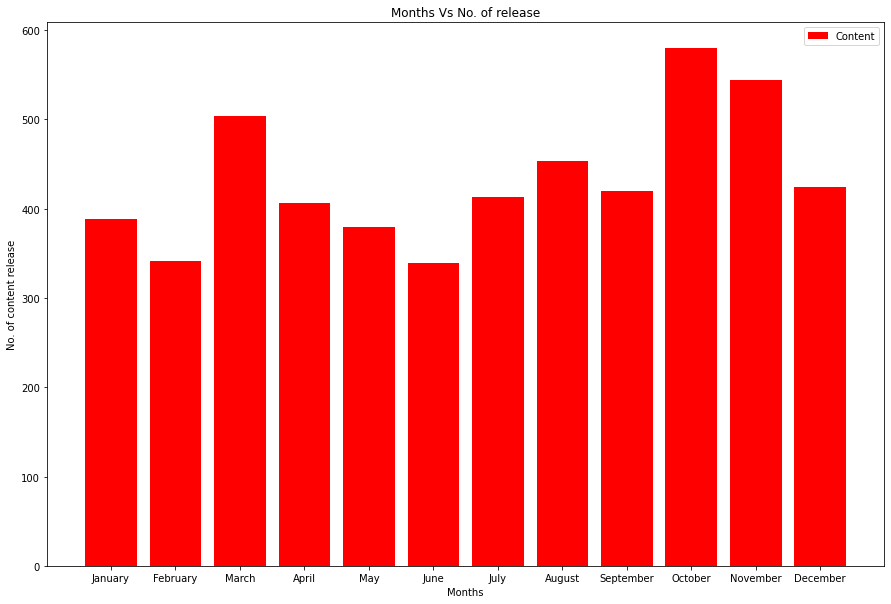 Months Vs No. of release
Content
No. of content release
600
500
400
300
200
100
0
January February March April May June July August September October November December
Months